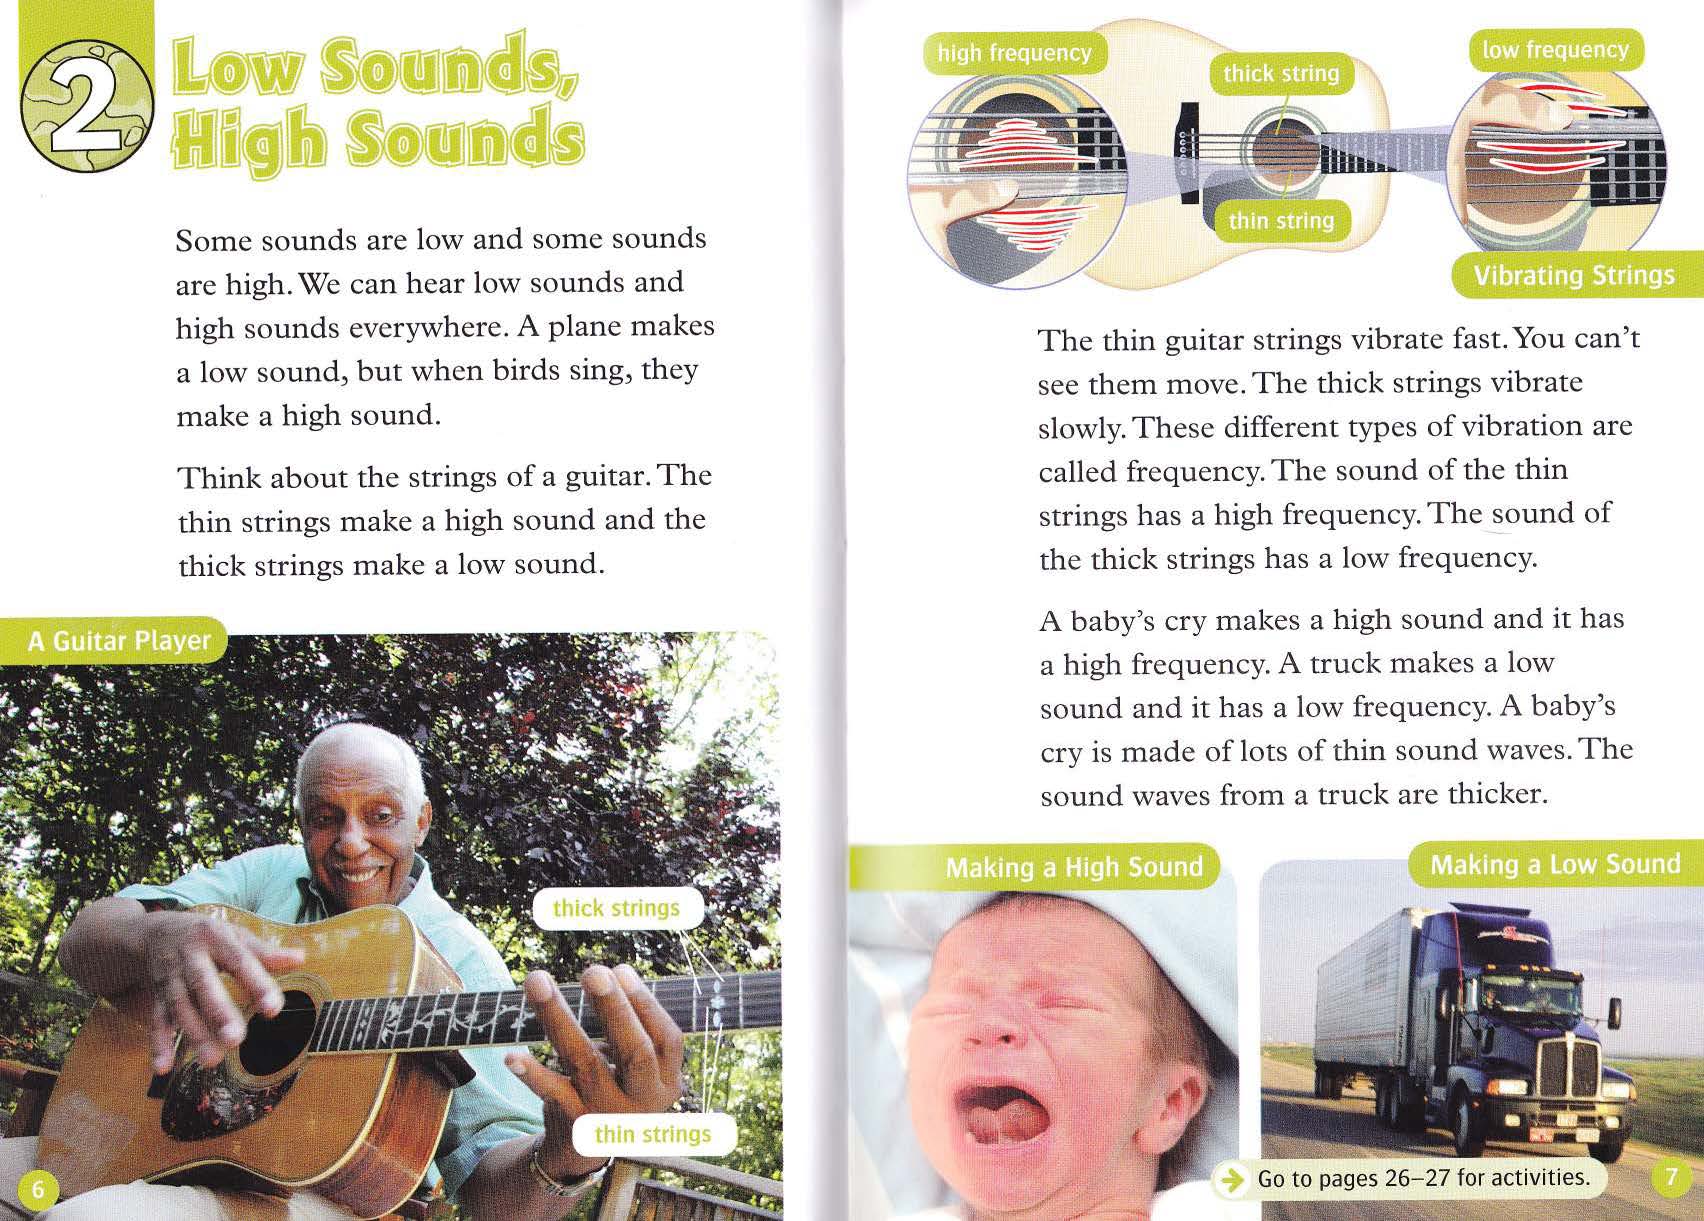 2
Low Sounds,
High Sounds
Some sounds are low and some sounds
are high. We can hear low sounds and
high sounds everywhere. A plane makes
a low sound, but when birds sing, they
make a high sound.
Think about the strings of a guitar. The
thin strings make a high sound and the
thick strings make a low sound.
A Guitar Player
thick strings
thin strings
6
high frequency
thick string
low frequency
thin string
Vibrating Strings
The thin guitar strings vibrate fast. You can't
see them move. The thick strings vibrate
slowly. These different types of vibration are
called frequency. The sound of the thin
strings has a high frequency. The sound of
the thick strings has a low frequency.
A baby's cry makes a high sound and it has
a high frequency. A truck makes a low
sound and it has a low frequency. A baby's
cry is made of lots of thin sound waves. The
sound waves from a truck are thicker.
Making a High Sound
Making a Low Sound
Go to pages 26–27 for activities.
7